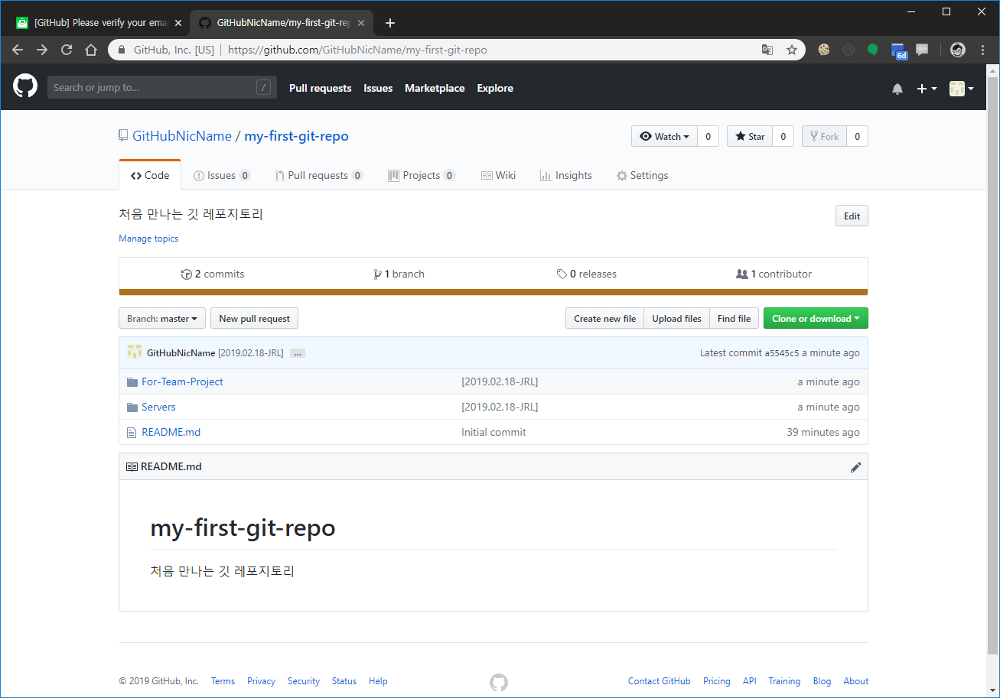 [GitHub] Please verify your ema
GitHubNicName/my-first-git-rep
GitHub, Inc. [US] https://github.com/GitHubNicName/my-first-git-repo
6d
Search or jump to... /
Pull requests Issues Marketplace Explore
GitHubNicName / my-first-git-repo
Watch 0 Star 0 Fork 0
Code Issues 0 Pull requests 0 Projects 0 Wiki Insights Settings
처음 만나는 깃 레포지토리
Edit
Manage topics
2 commits 1 branch 0 releases 1 contributor
Branch: master New pull request Create new file Upload files Find file Clone or download
GitHubNicName [2019.02.18-JRL] ... Latest commit a5545c5 a minute ago
For-Team-Project [2019.02.18-JRL] a minute ago
Servers [2019.02.18-JRL] a minute ago
README.md Initial commit 39 minutes ago
README.md
my-first-git-repo
처음 만나는 깃 레포지토리
© 2019 GitHub, Inc. Terms Privacy Security Status Help Contact GitHub Pricing API Training Blog About